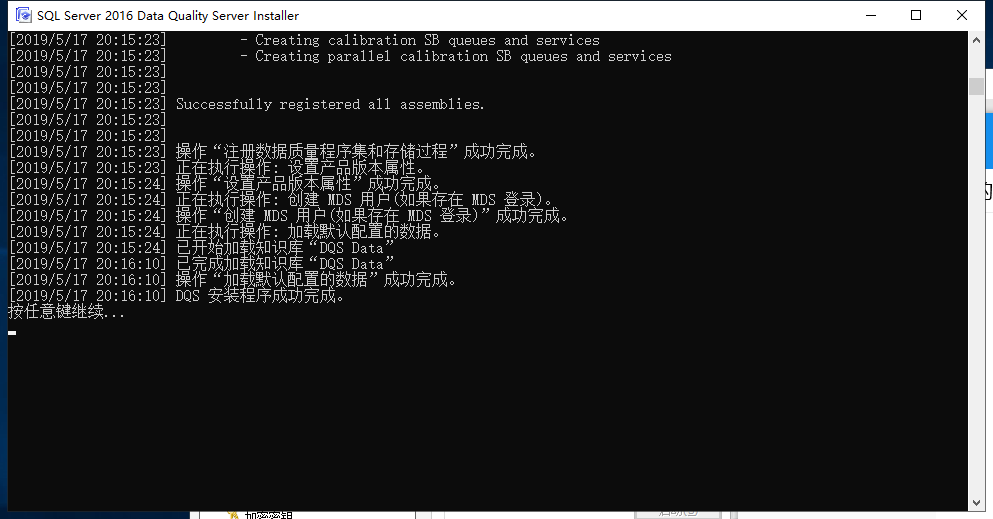 SQL Server 2016 Data Quality Server Installer
[2019/5/17 20:15:23] - Creating calibration SB queues and services
[2019/5/17 20:15:23] - Creating parallel calibration SB queues and services
[2019/5/17 20:15:23]
[2019/5/17 20:15:23]
[2019/5/17 20:15:23] Successfully registered all assemblies.
[2019/5/17 20:15:23]
[2019/5/17 20:15:23]
[2019/5/17 20:15:23] 操作“注册数据质量程序集和存储过程”成功完成。
[2019/5/17 20:15:23] 正在执行操作: 设置产品版本属性。
[2019/5/17 20:15:24] 操作“设置产品版本属性”成功完成。
[2019/5/17 20:15:24] 正在执行操作: 创建 MDS 用户(如果存在 MDS 登录)。
[2019/5/17 20:15:24] 操作“创建 MDS 用户(如果存在 MDS 登录)”成功完成。
[2019/5/17 20:15:24] 正在执行操作: 加载默认配置的数据。
[2019/5/17 20:15:24] 已开始加载知识库“DQS Data”
[2019/5/17 20:16:10] 已完成加载知识库“DQS Data”
[2019/5/17 20:16:10] 操作“加载默认配置的数据”成功完成。
[2019/5/17 20:16:10] DQS 安装程序成功完成。
按任意键继续...
加密密钥